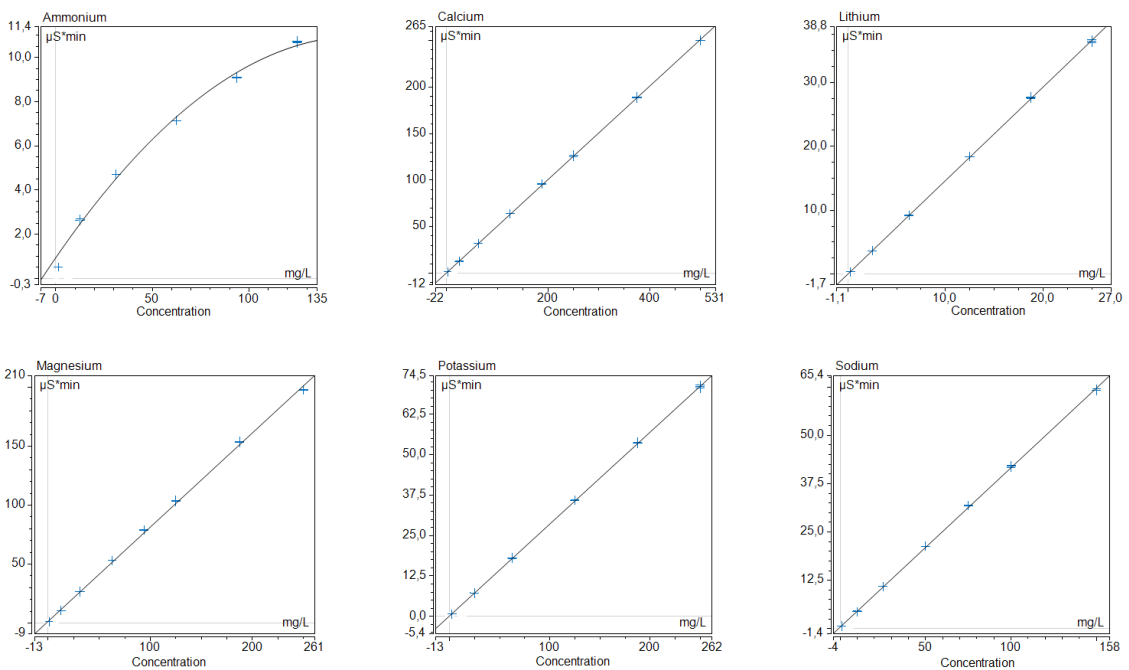 Ammonium
11,4
µS*min
10,0
8,0
6,0
4,0
2,0
-0,3
mg/L
-7 0 50 100 135
Concentration
Calcium
265
µS*min
200
150
100
50
-12
mg/L
-22 200 400 531
Concentration
Lithium
38,8
µS*min
30,0
20,0
10,0
-1,7
mg/L
-1,1 10,0 20,0 27,0
Concentration
Magnesium
210
µS*min
150
100
50
-9
mg/L
-13 100 200 261
Concentration
Potassium
74,5
µS*min
62,5
50,0
37,5
25,0
12,5
0,0
-5,4
mg/L
-13 100 200 262
Concentration
Sodium
65,4
µS*min
50,0
37,5
25,0
12,5
-1,4
mg/L
-4 50 100 158
Concentration